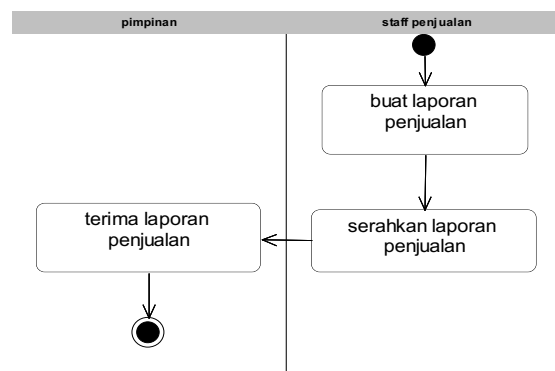 pimpinan
staff penjualan
buat laporan
penjualan
serahkan laporan
penjualan
terima laporan
penjualan